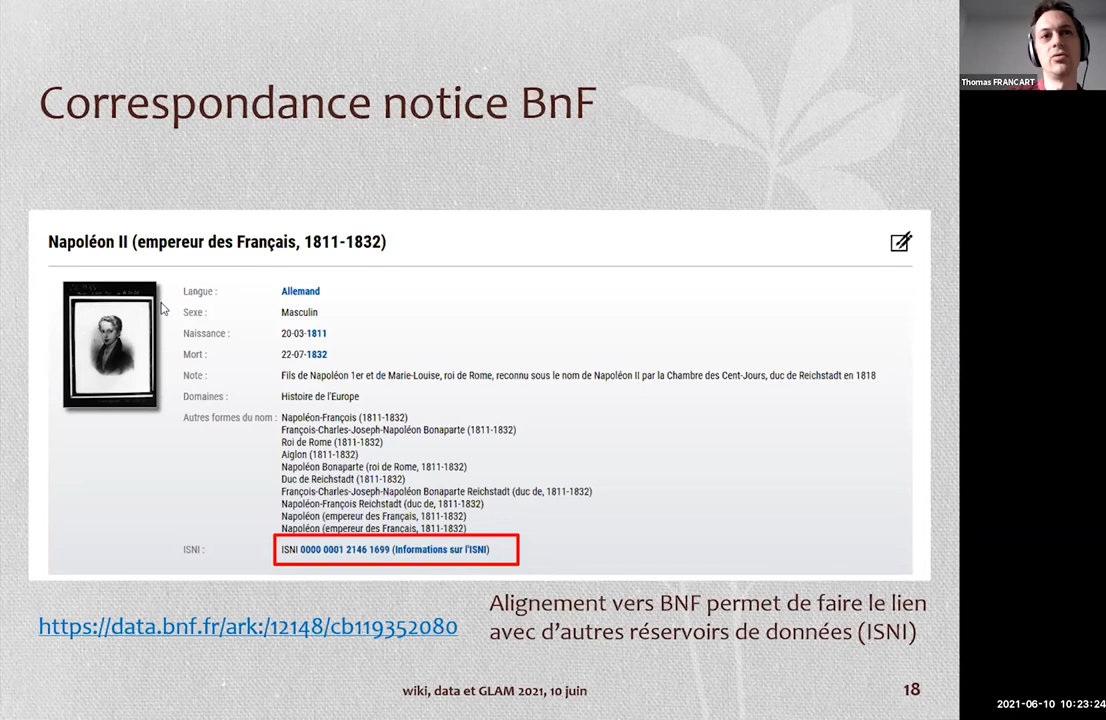 Correspondance notice BnF
Napoléon II (empereur des Français, 1811-1832)
Langue : Allemand
Sexe : Masculin
Naissance : 20-03-1811
Mort : 22-07-1832
Note : Fils de Napoléon 1er et de Marie-Louise, roi de Rome, reconnu sous le nom de Napoléon II par la Chambre des Cent-Jours, duc de Reichstadt en 1818
Domaines : Histoire de l'Europe
Autres formes du nom : Napoléon-François (1811-1832)
François-Charles-Joseph-Napoléon Bonaparte (1811-1832)
Roi de Rome (1811-1832)
Aiglon (1811-1832)
Napoléon Bonaparte (roi de Rome, 1811-1832)
Duc de Reichstadt (1811-1832)
François-Charles-Joseph-Napoléon Bonaparte Reichstadt (duc de, 1811-1832)
Napoléon-François Reichstadt (duc de, 1811-1832)
Napoléon (empereur des Français, 1811-1832)
Napoléon (empereur des Français, 1811-1832)
ISNI : ISNI 0000 0001 2146 1699 (Informations sur l'ISNI)
https://data.bnf.fr/ark:/12148/cb119352080
Alignement vers BNF permet de faire le lien
avec d'autres réservoirs de données (ISNI)
wiki, data et GLAM 2021, 10 juin
18
Thomas FRANCART
2021-06-10 10:23:24